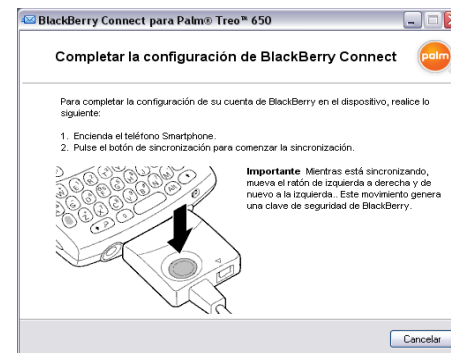 BlackBerry Connect para Palm® Treo™ 650
Completar la configuración de BlackBerry Connect
palm
Para completar la configuración de su cuenta de BlackBerry en el dispositivo, realice lo
siguiente:
1. Encienda el teléfono Smartphone.
2. Pulse el botón de sincronización para comenzar la sincronización.
Importante Mientras está sincronizando,
mueva el ratón de izquierda a derecha y de
nuevo a la izquierda.. Este movimiento genera
una clave de seguridad de BlackBerry.
Cancelar